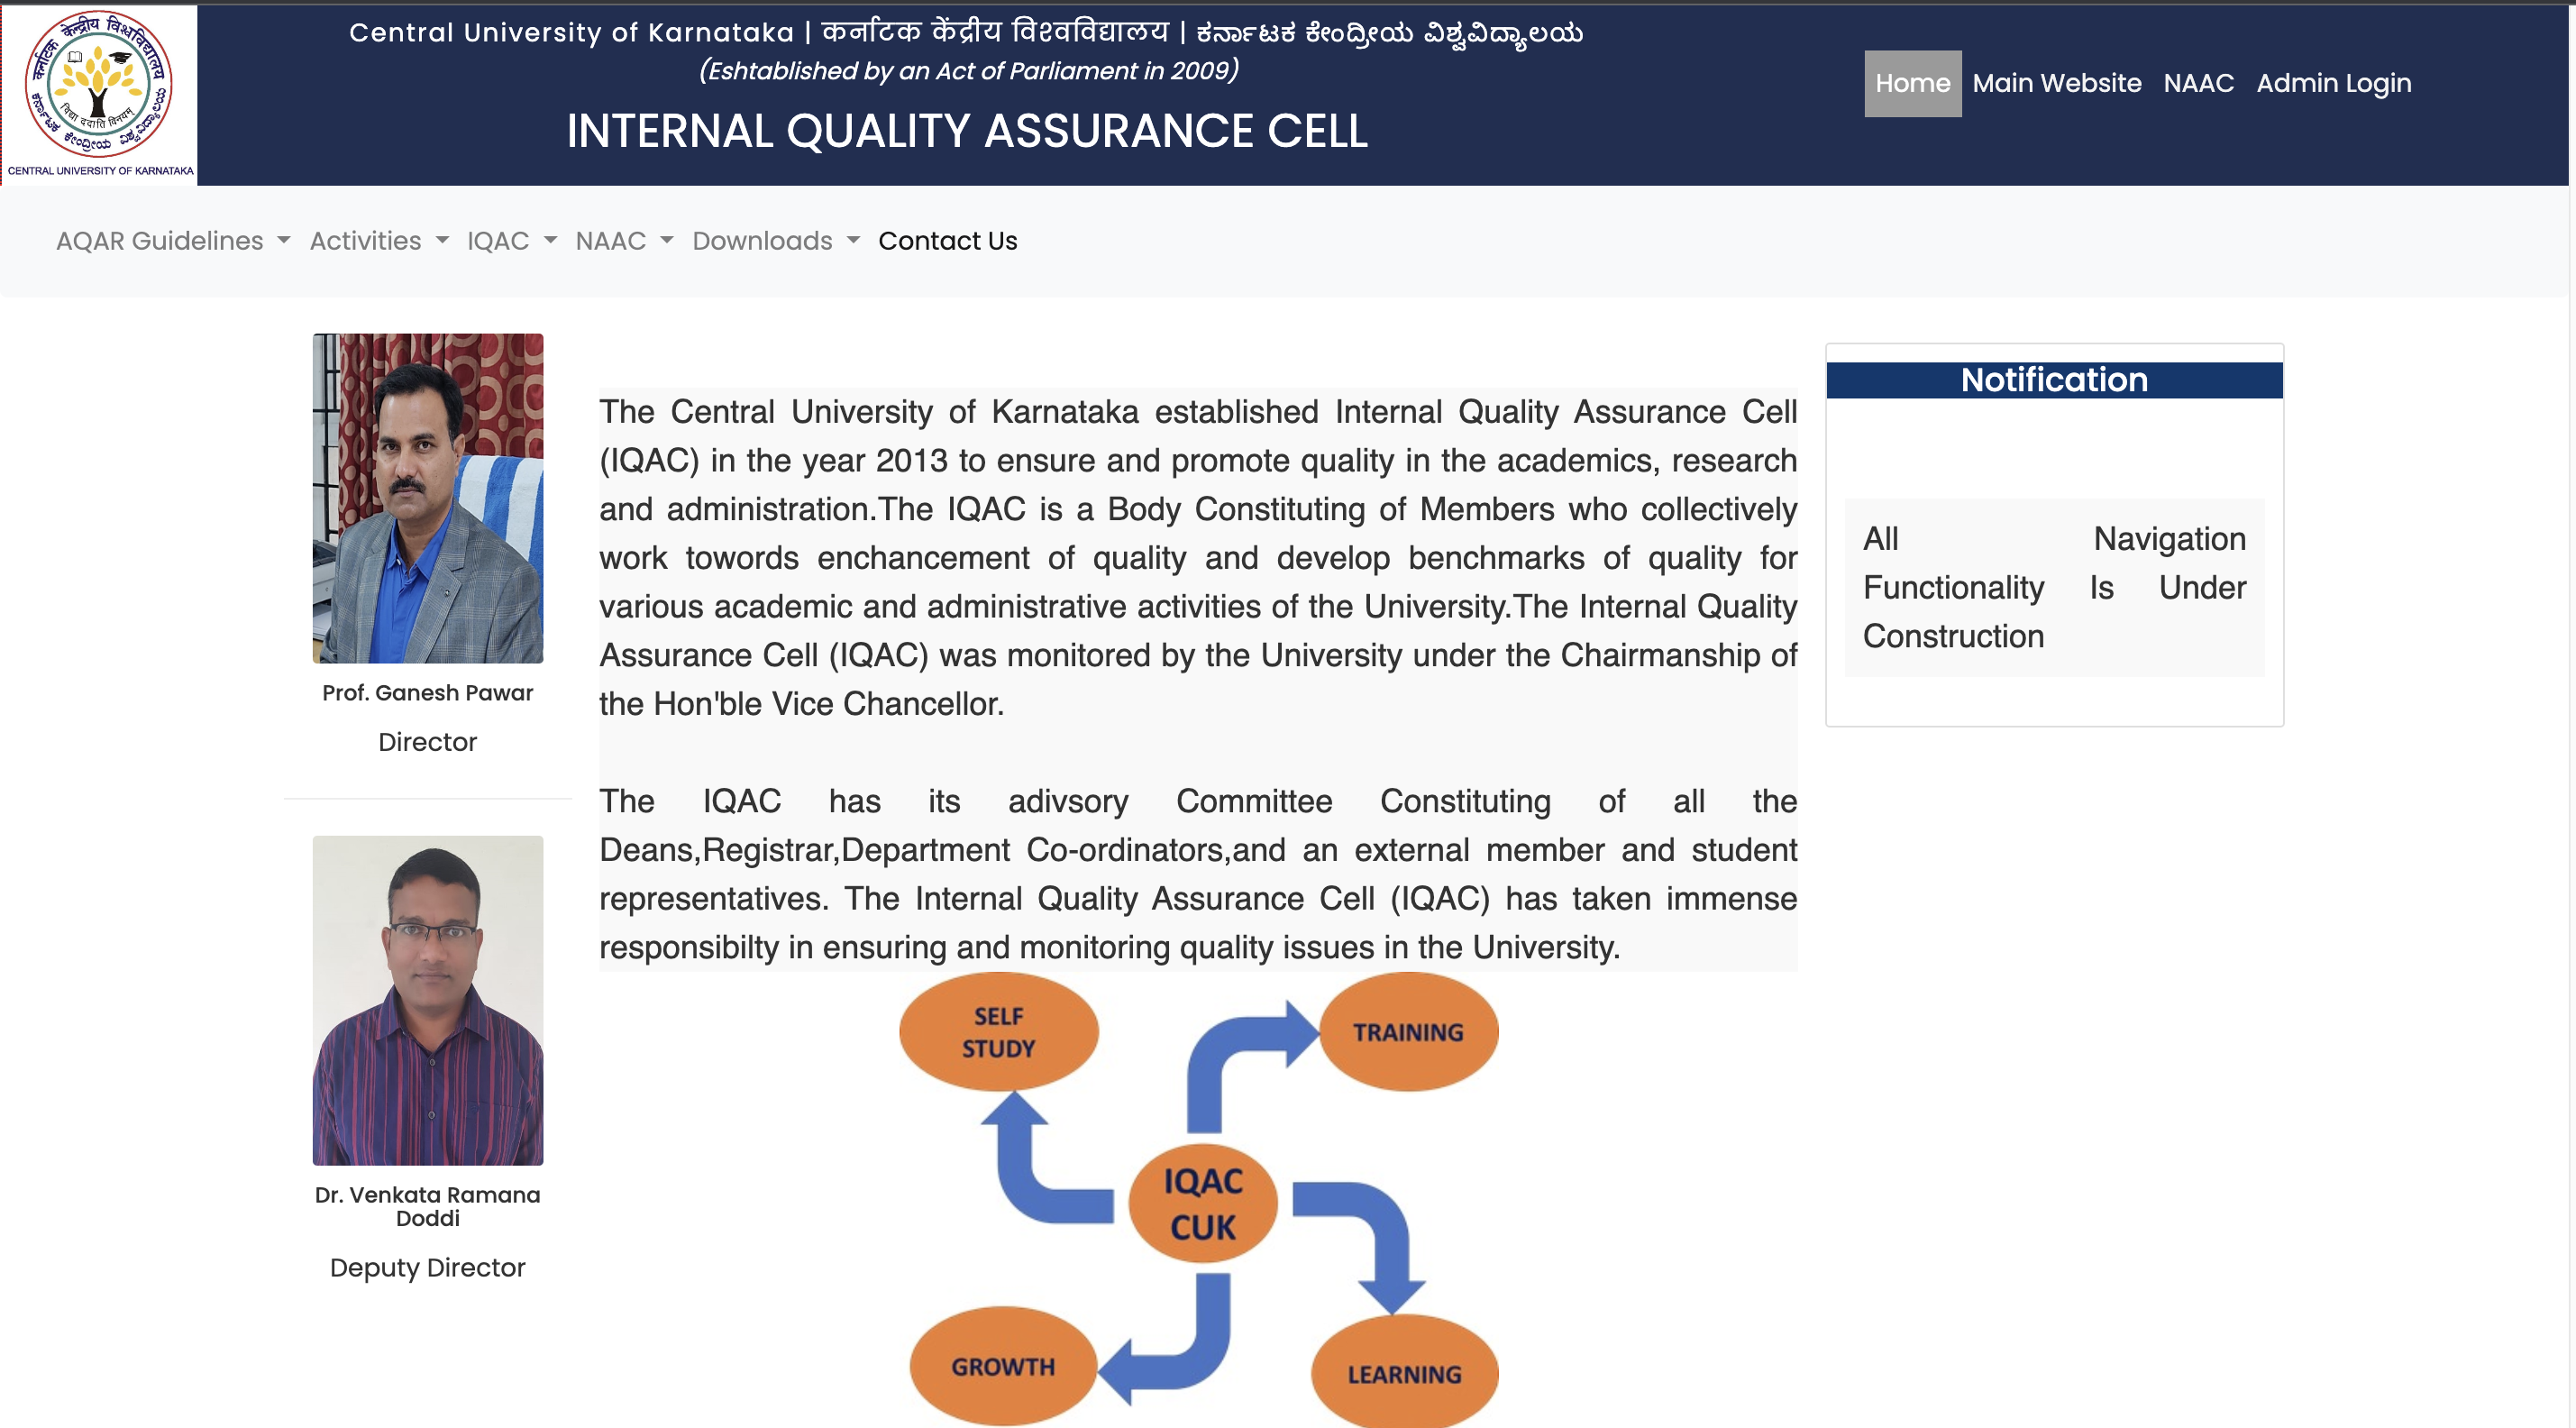 कर्नाटक केन्द्रीय विश्वविद्यालय
विद्या ददाति विनयम्
ಕರ್ನಾಟಕ ಕೇಂದ್ರೀಯ ವಿಶ್ವವಿದ್ಯಾಲಯ
CENTRAL UNIVERSITY OF KARNATAKA
Central University of Karnataka | कर्नाटक केंद्रीय विश्वविद्यालय | ಕರ್ನಾಟಕ ಕೇಂದ್ರೀಯ ವಿಶ್ವವಿದ್ಯಾಲಯ
(Eshtablished by an Act of Parliament in 2009)
INTERNAL QUALITY ASSURANCE CELL
Home Main Website NAAC Admin Login
AQAR Guidelines Activities IQAC NAAC Downloads Contact Us
Prof. Ganesh Pawar
Director
Dr. Venkata Ramana
Doddi
Deputy Director
The Central University of Karnataka established Internal Quality Assurance Cell
(IQAC) in the year 2013 to ensure and promote quality in the academics, research
and administration.The IQAC is a Body Constituting of Members who collectively
work towards enchancement of quality and develop benchmarks of quality for
various academic and administrative activities of the University.The Internal Quality
Assurance Cell (IQAC) was monitored by the University under the Chairmanship of
the Hon'ble Vice Chancellor.
The IQAC has its adivsory Committee Constituting of all the
Deans,Registrar,Department Co-ordinators,and an external member and student
representatives. The Internal Quality Assurance Cell (IQAC) has taken immense
responsibilty in ensuring and monitoring quality issues in the University.
SELF
STUDY
TRAINING
IQAC
CUK
GROWTH
LEARNING
Notification
All Navigation
Functionality Is Under
Construction